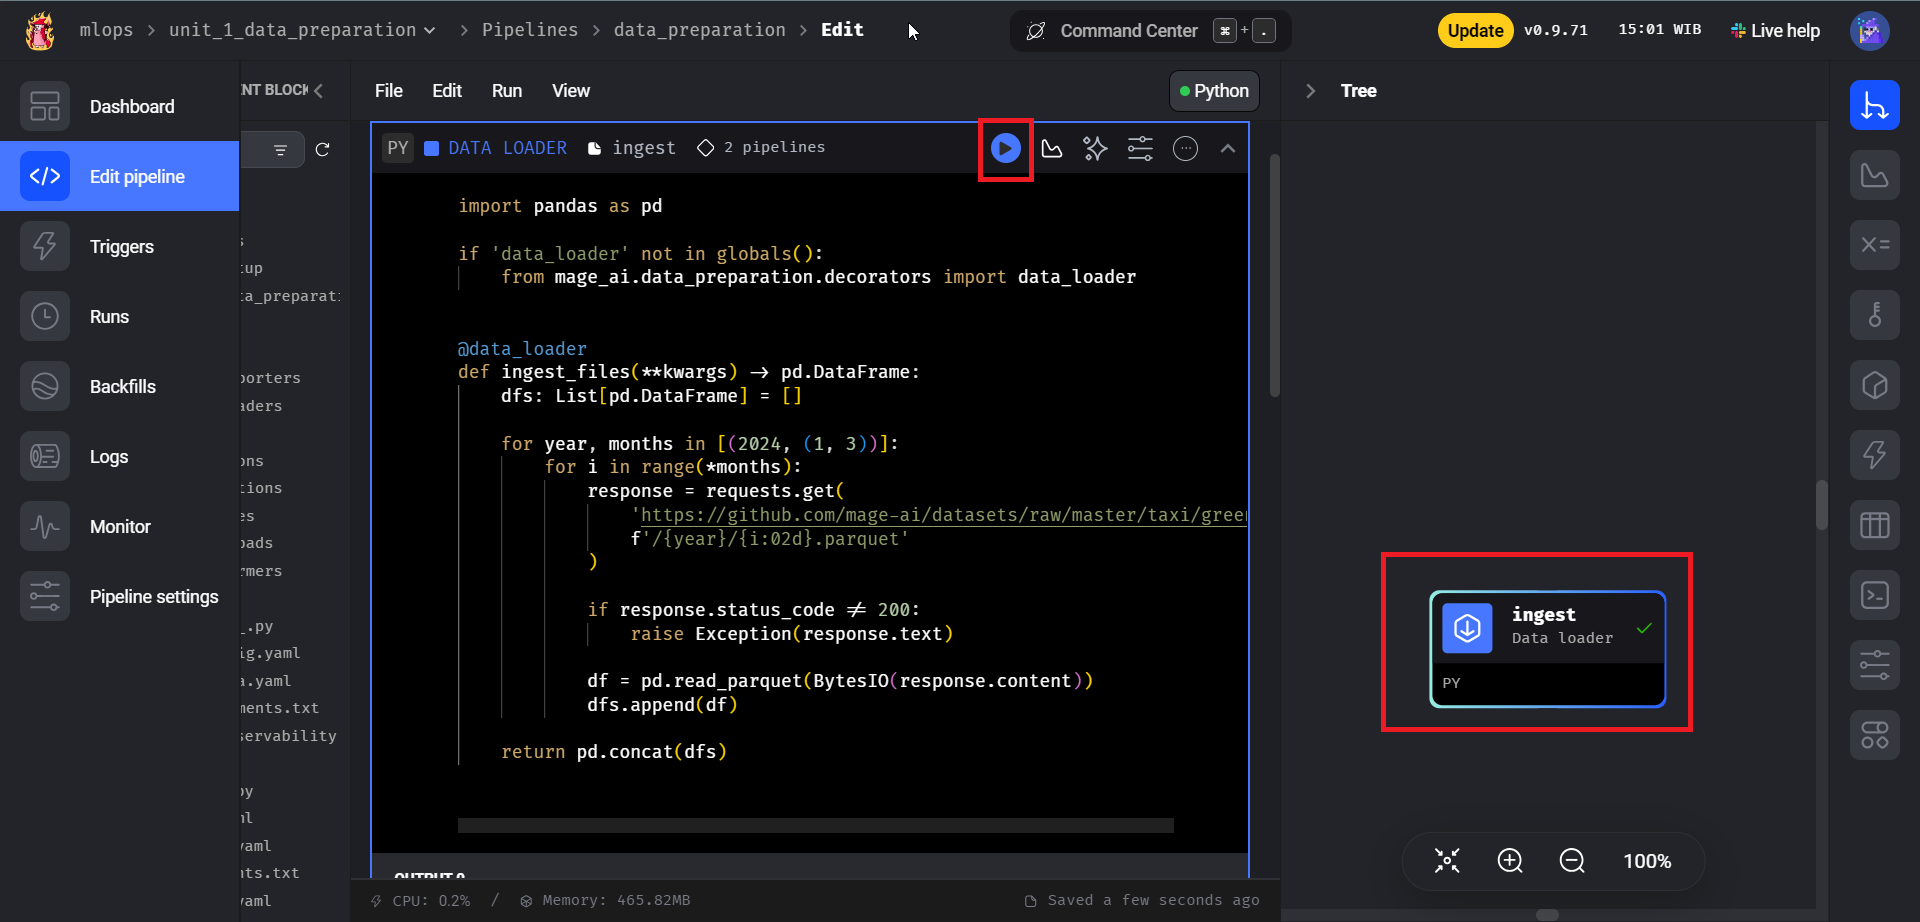 mlops > unit_1_data_preparation > Pipelines > data_preparation > Edit
Command Center ⌘ + .
Update v0.9.71 15:01 WIB Live help
Dashboard
Edit pipeline
Triggers
Runs
Backfills
Logs
Monitor
Pipeline settings
NT BLOCK
s
tup
ta_preparati
porters
aders
ons
tions
es
oads
rmers
_.py
ig.yaml
a.yaml
ments.txt
servability
py
ml
yaml
nts.txt
yaml
File Edit Run View
Python
PY DATA LOADER ingest 2 pipelines
import pandas as pd
if 'data_loader' not in globals():
from mage_ai.data_preparation.decorators import data_loader
@data_loader
def ingest_files(**kwargs) -> pd.DataFrame:
dfs: List[pd.DataFrame] = []
for year, months in [(2024, (1, 3))]:
for i in range(*months):
response = requests.get(
'https://github.com/mage-ai/datasets/raw/master/taxi/green
f'/{year}/{i:02d}.parquet'
)
if response.status_code != 200:
raise Exception(response.text)
df = pd.read_parquet(BytesIO(response.content))
dfs.append(df)
return pd.concat(dfs)
OUTPUT 0
CPU: 0.2% / Memory: 465.82MB
Saved a few seconds ago
Tree
ingest
Data loader
PY
100%